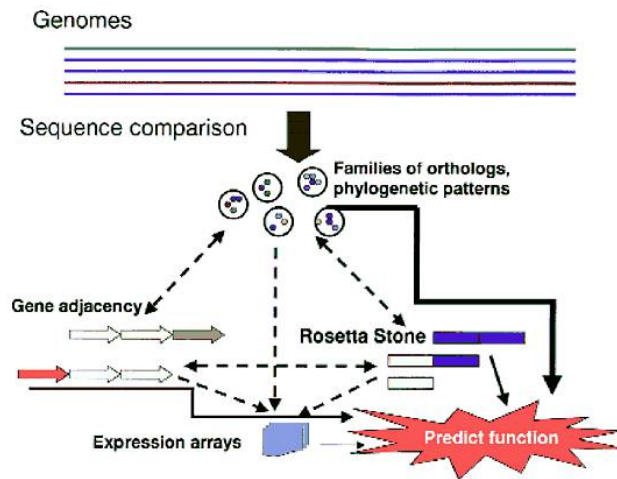 Genomes
Sequence comparison
Families of orthologs,
phylogenetic patterns
Gene adjacency
Rosetta Stone
Expression arrays
Predict function